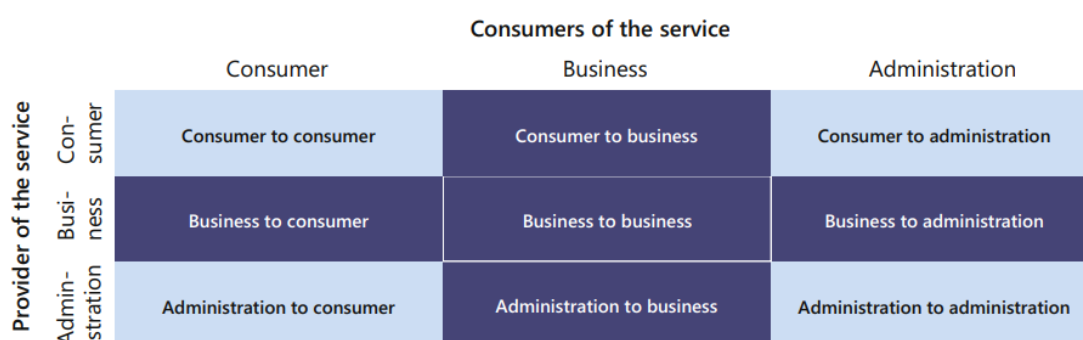 Consumers of the service
Consumer
Business
Administration
Provider of the service
Con-
sumer
Consumer to consumer
Consumer to business
Consumer to administration
Busi-
ness
Business to consumer
Business to business
Business to administration
Admin-
stration
Administration to consumer
Administration to business
Administration to administration